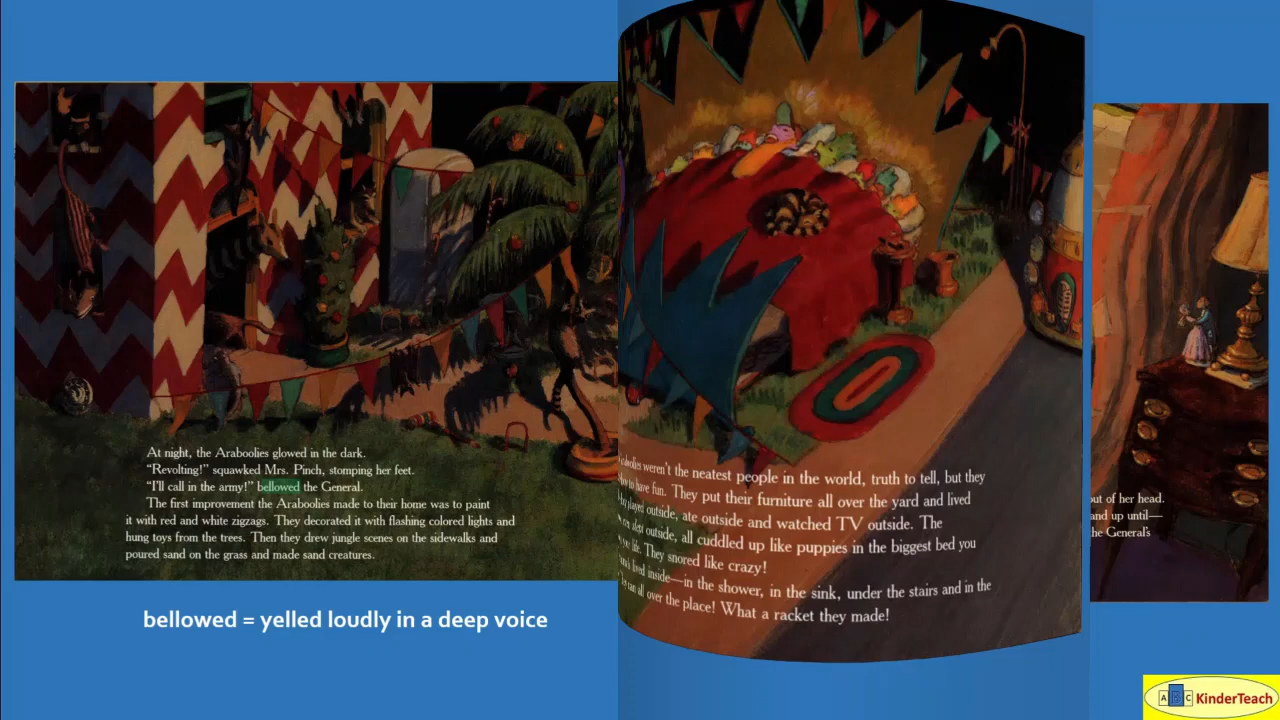 At night, the Araboolies glowed in the dark.
"Revolting!" squawked Mrs. Pinch, stomping her feet.
"I'll call in the army!" bellowed the General.
The first improvement the Araboolies made to their home was to paint
it with red and white zigzags. They decorated it with flashing colored lights and
hung toys from the trees. Then they drew jungle scenes on the sidewalks and
poured sand on the grass and made sand creatures.
bellowed = yelled loudly in a deep voice
weren't the neatest people in the world, truth to tell, but they
to have fun. They put their furniture all over the yard and lived
played outside, ate outside and watched TV outside. The
slept outside, all cuddled up like puppies in the biggest bed you
life. They snored like crazy!
lived inside—in the shower, in the sink, under the stairs and in the
ran all over the place! What a racket they made!
out of her head.
and up until—
the General's
ABC KinderTeach